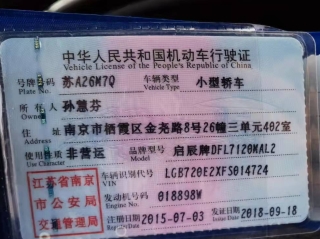 中华人民共和国机动车行驶证
Vehicle License of the People's Republic of China
号牌号码 苏A26M7Q 车辆类型 小型轿车
Plate No. Vehicle Type
所有人 孙慧芬
Owner
住址 南京市栖霞区金尧路8号26幢三单元402室
Address
使用性质 非营运 品牌型号 启辰牌DFL7120MAL2
Use Character Model
江苏省南京市公安局交通管理局
车辆识别代号 LGB720E2XFS014724
VIN
发动机号码 018898W
Engine No.
注册日期 2015-07-03 发证日期 2018-09-18
Register Date Issue Date